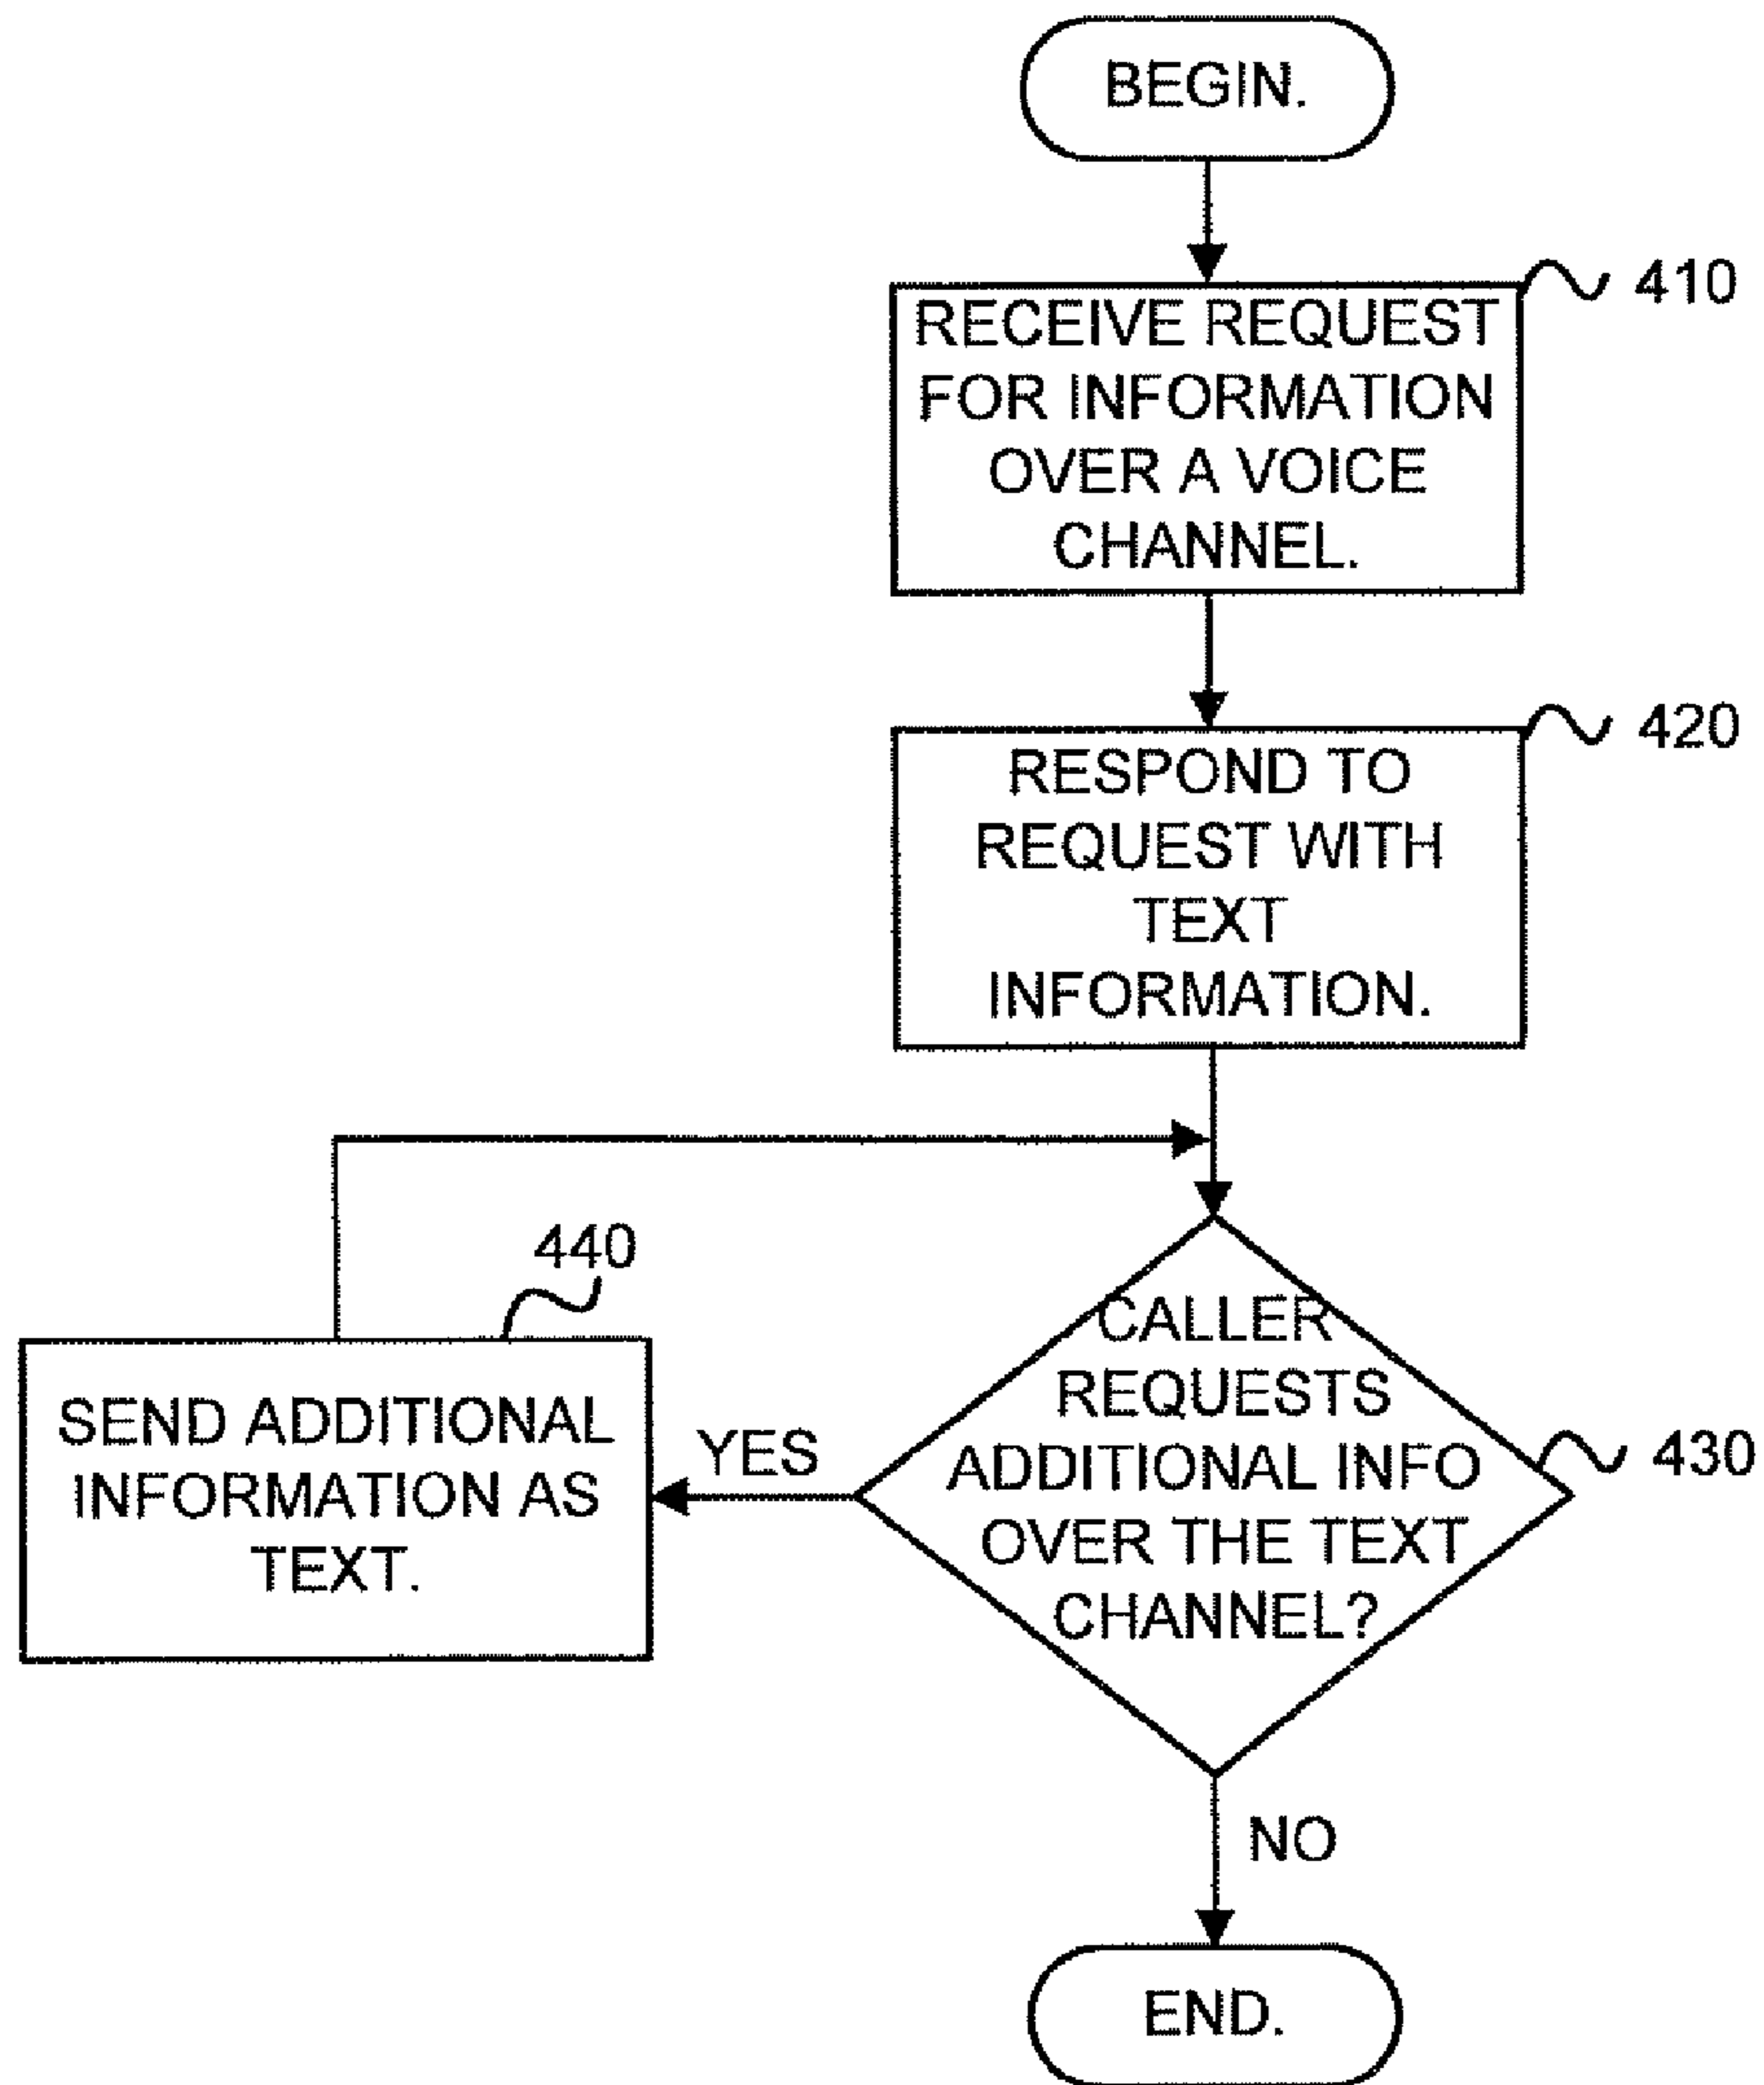 BEGIN.
RECEIVE REQUEST
FOR INFORMATION
OVER A VOICE
CHANNEL.
410
RESPOND TO
REQUEST WITH
TEXT
INFORMATION.
420
CALLER
REQUESTS
ADDITIONAL INFO
OVER THE TEXT
CHANNEL?
430
YES
440
SEND ADDITIONAL
INFORMATION AS
TEXT.
NO
END.